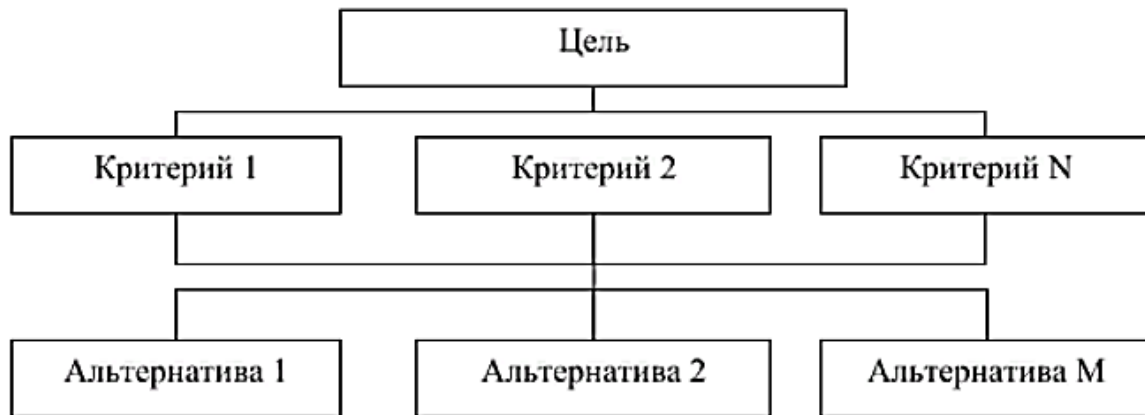 Цель
Критерий 1
Критерий 2
Критерий N
Альтернатива 1
Альтернатива 2
Альтернатива M